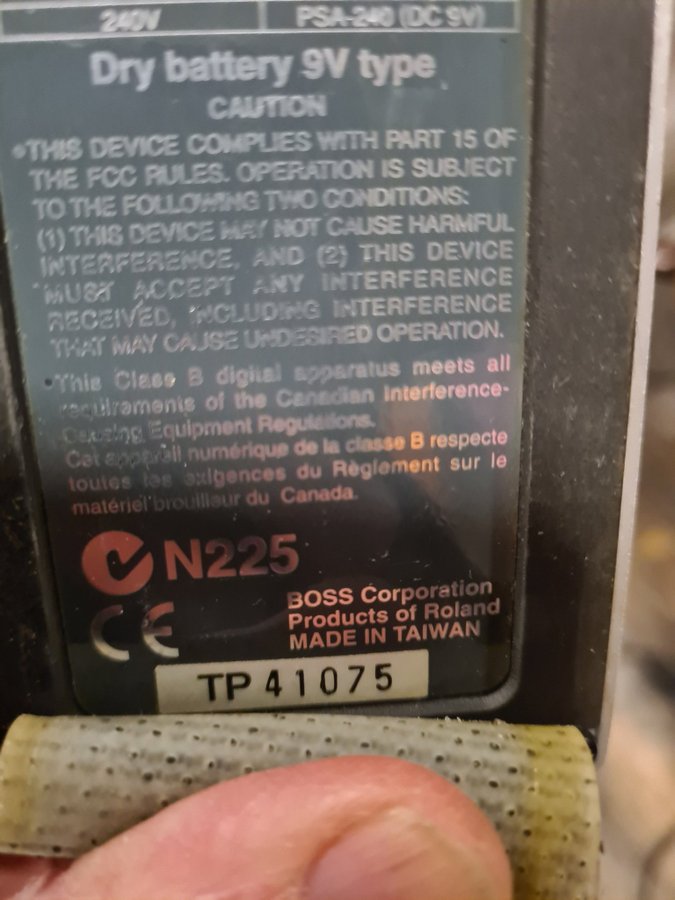 240V PSA-240 (DC 9V)
Dry battery 9V type
CAUTION
•THIS DEVICE COMPLIES WITH PART 15 OF
THE FCC RULES. OPERATION IS SUBJECT
TO THE FOLLOWING TWO CONDITIONS:
(1) THIS DEVICE MAY NOT CAUSE HARMFUL
INTERFERENCE, AND (2) THIS DEVICE
MUST ACCEPT ANY INTERFERENCE
RECEIVED, INCLUDING INTERFERENCE
THAT MAY CAUSE UNDESIRED OPERATION.
•This Class B digital apparatus meets all
requirements of the Canadian Interference-
Causing Equipment Regulations.
Cet appareil numérique de la classe B respecte
toutes les exigences du Règlement sur le
matériel brouilleur du Canada.
N225
CE
BOSS Corporation
Products of Roland
MADE IN TAIWAN
TP 41075